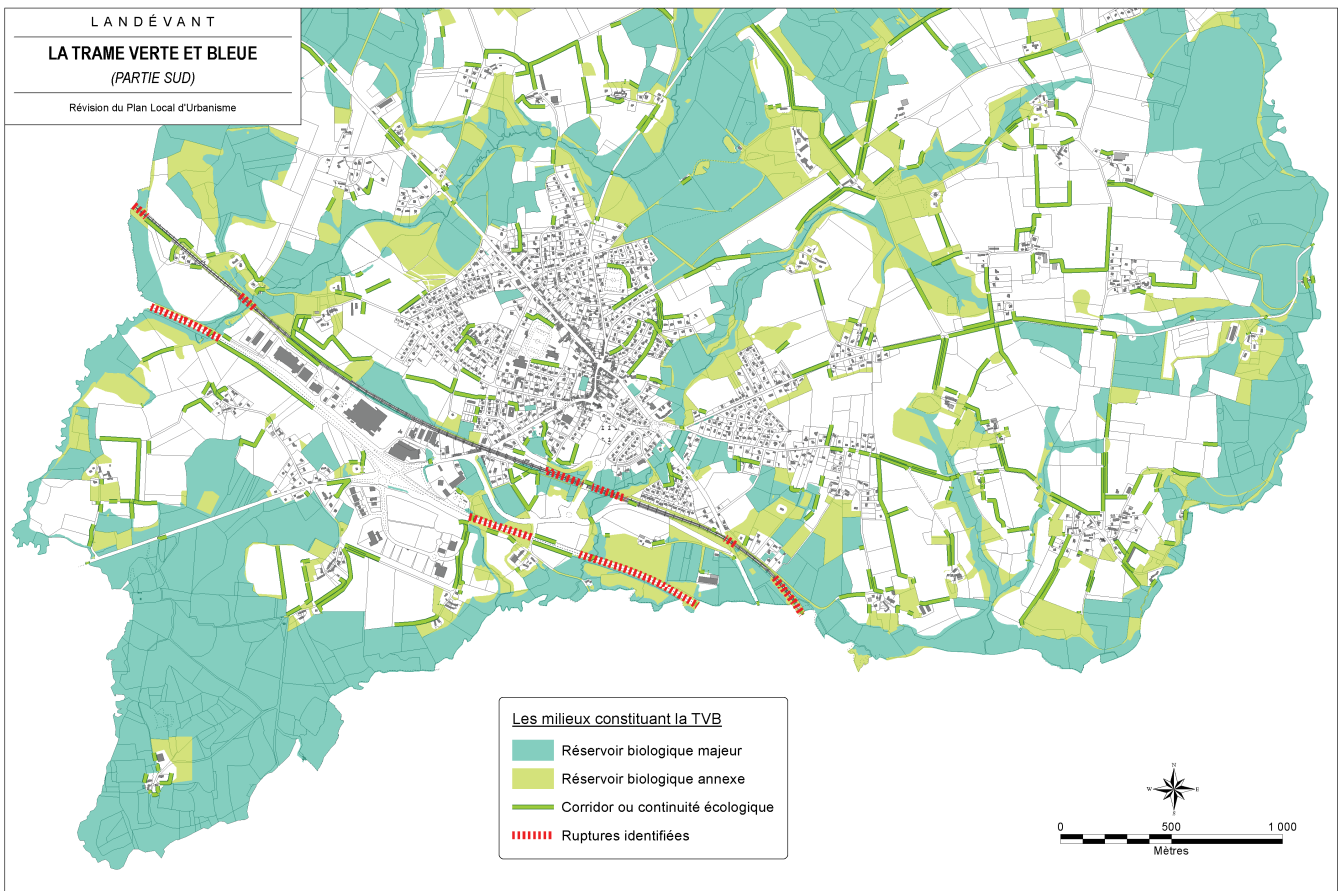 LANDÉVANT
LA TRAME VERTE ET BLEUE
(PARTIE SUD)
Révision du Plan Local d'Urbanisme
Les milieux constituant la TVB
Réservoir biologique majeur
Réservoir biologique annexe
Corridor ou continuité écologique
Ruptures identifiées
N
W E
S
0 500 1 000
Mètres